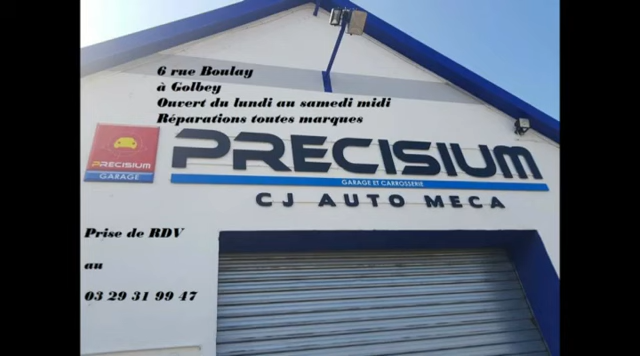 6 rue Boulay
à Golbey
Ouvert du lundi au samedi midi
Réparations toutes marques
PRECISIUM
GARAGE
PRECISIUM
GARAGE ET CARROSSERIE
CJ AUTO MECA
Prise de RDV
au
03 29 31 99 47